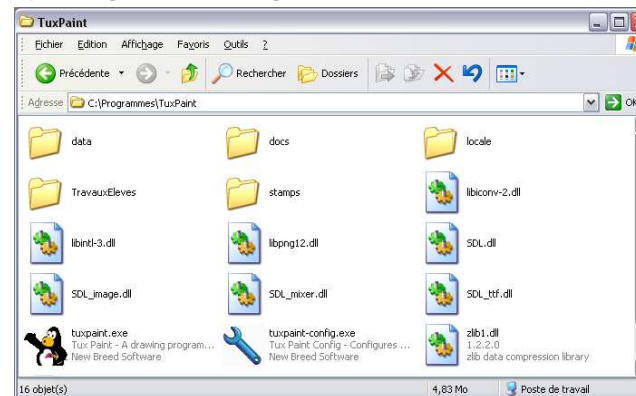 TuxPaint
Fichier Edition Affichage Favoris Outils ?
Précédente Rechercher Dossiers
Adresse C:\Programmes\TuxPaint OK
data docs locale
TravauxEleves stamps libiconv-2.dll
libintl-3.dll libpng12.dll SDL.dll
SDL_image.dll SDL_mixer.dll SDL_ttf.dll
tuxpaint.exe tuxpaint-config.exe zlib1.dll
Tux Paint - A drawing program... Tux Paint Config - Configures ... 1.2.2.0
New Breed Software New Breed Software zlib data compression library
16 objet(s) 4,83 Mo Poste de travail